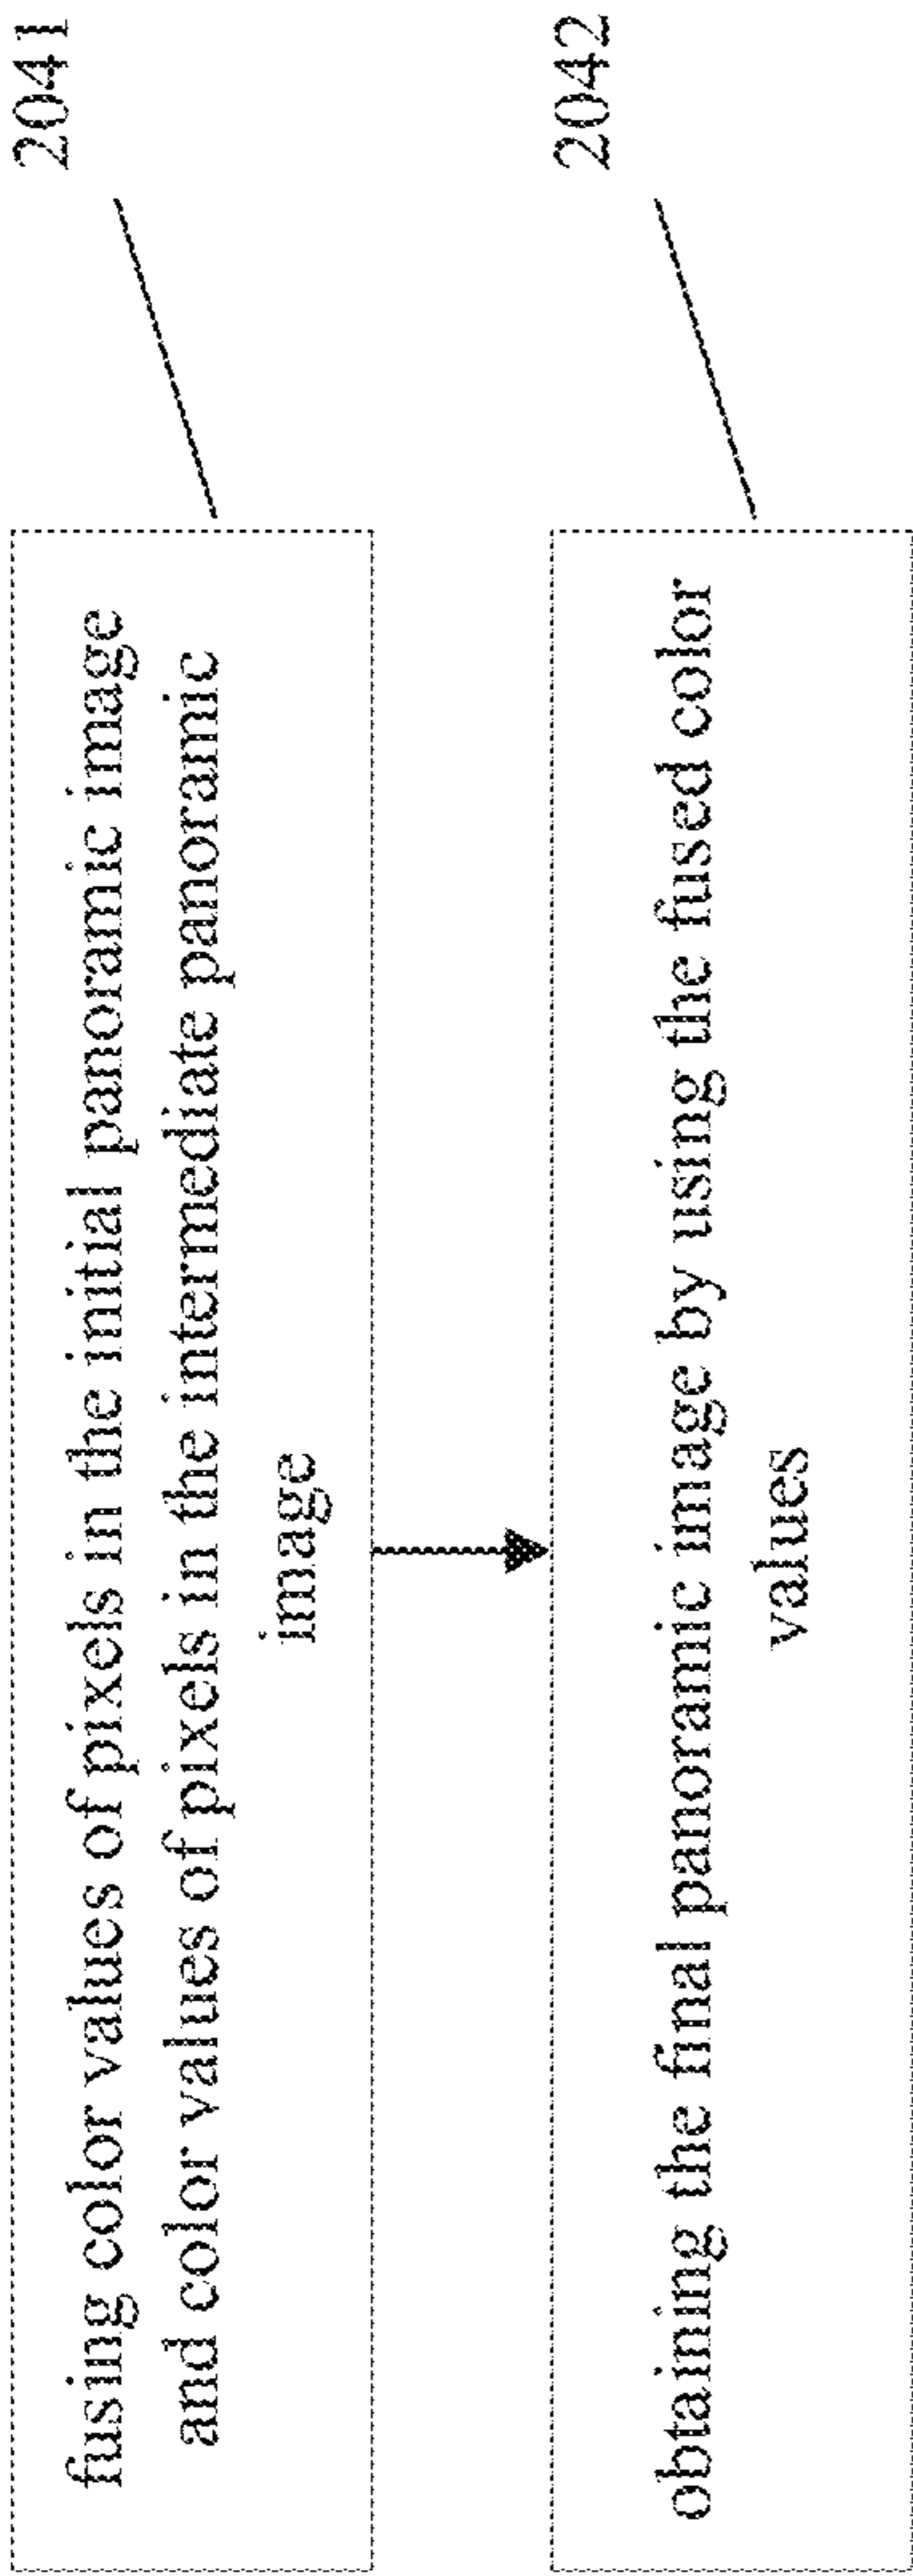 fusing color values of pixels in the initial panoramic image
and color values of pixels in the intermediate panoramic
image
2041
obtaining the final panoramic image by using the fused color
values
2042